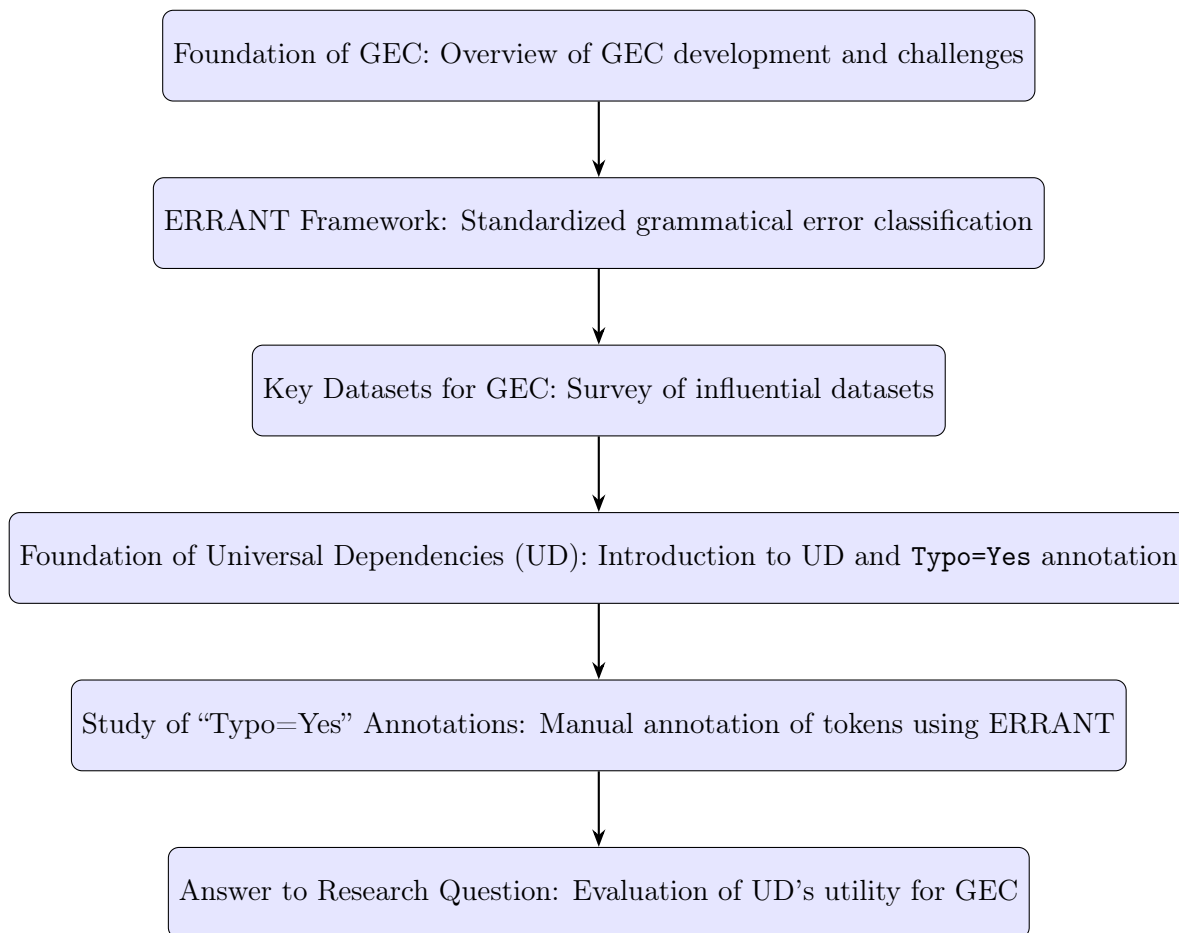 Foundation of GEC: Overview of GEC development and challenges
ERRANT Framework: Standardized grammatical error classification
Key Datasets for GEC: Survey of influential datasets
Foundation of Universal Dependencies (UD): Introduction to UD and Typo=Yes annotation
Study of “Typo=Yes” Annotations: Manual annotation of tokens using ERRANT
Answer to Research Question: Evaluation of UD’s utility for GEC